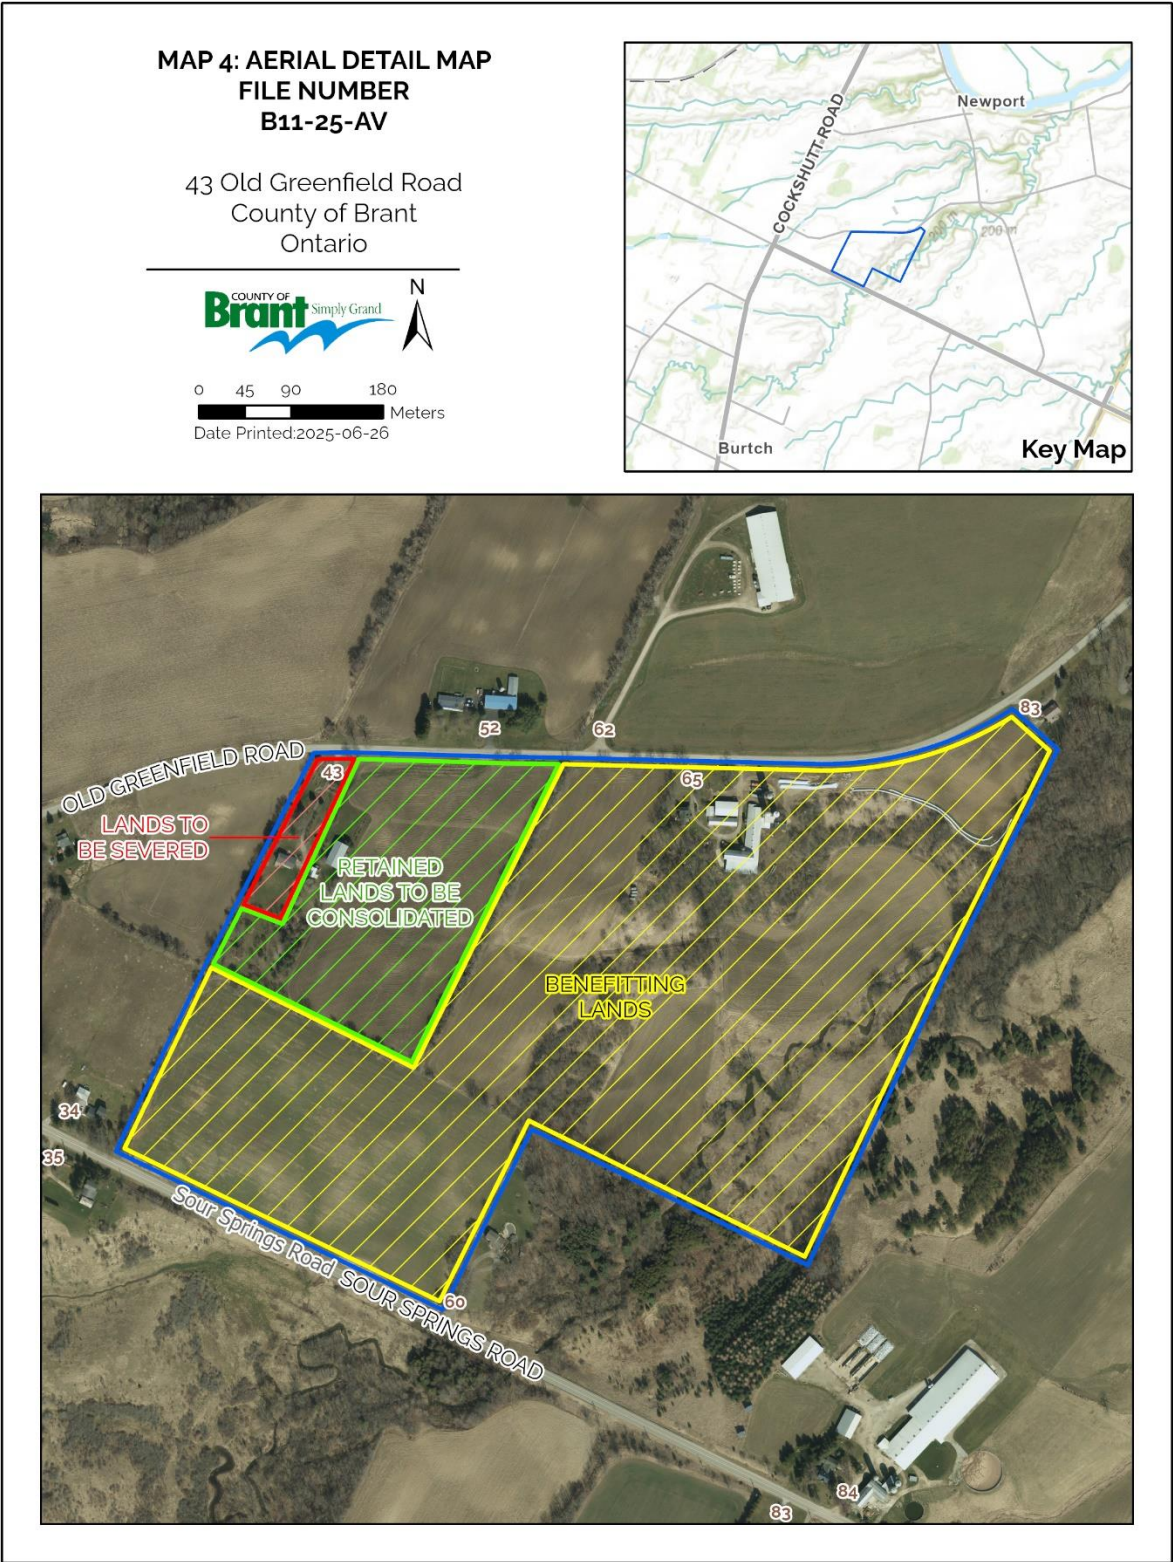 MAP 4: AERIAL DETAIL MAP
FILE NUMBER
B11-25-AV
43 Old Greenfield Road
County of Brant
Ontario
COUNTY OF
Brant Simply Grand
N
0 45 90 180
Meters
Date Printed:2025-06-26
Newport
COCKSHUTT ROAD
200 m
200 m
Burtch
Key Map
83
52
62
OLD GREENFIELD ROAD
43
65
LANDS TO
BE SEVERED
RETAINED
LANDS TO BE
CONSOLIDATED
BENEFITTING
LANDS
34
35
Sour Springs Road
SOUR SPRINGS ROAD
60
84
83